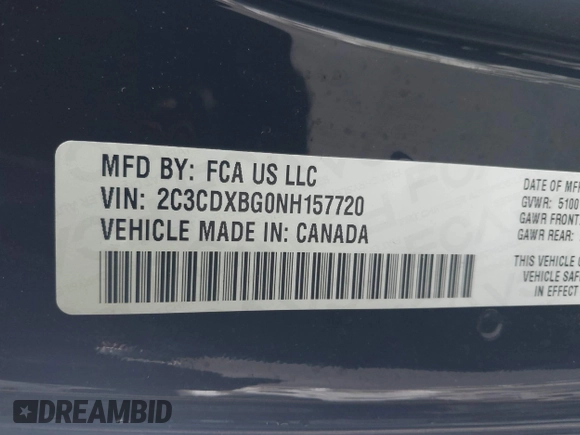 MFD BY: FCA US LLC
VIN: 2C3CDXBG0NH157720
VEHICLE MADE IN: CANADA
DATE OF MF
GVWR: 5100
GAWR FRONT:
GAWR REAR:
THIS VEHICLE
VEHICLE SAF
IN EFFECT
DREAMBID